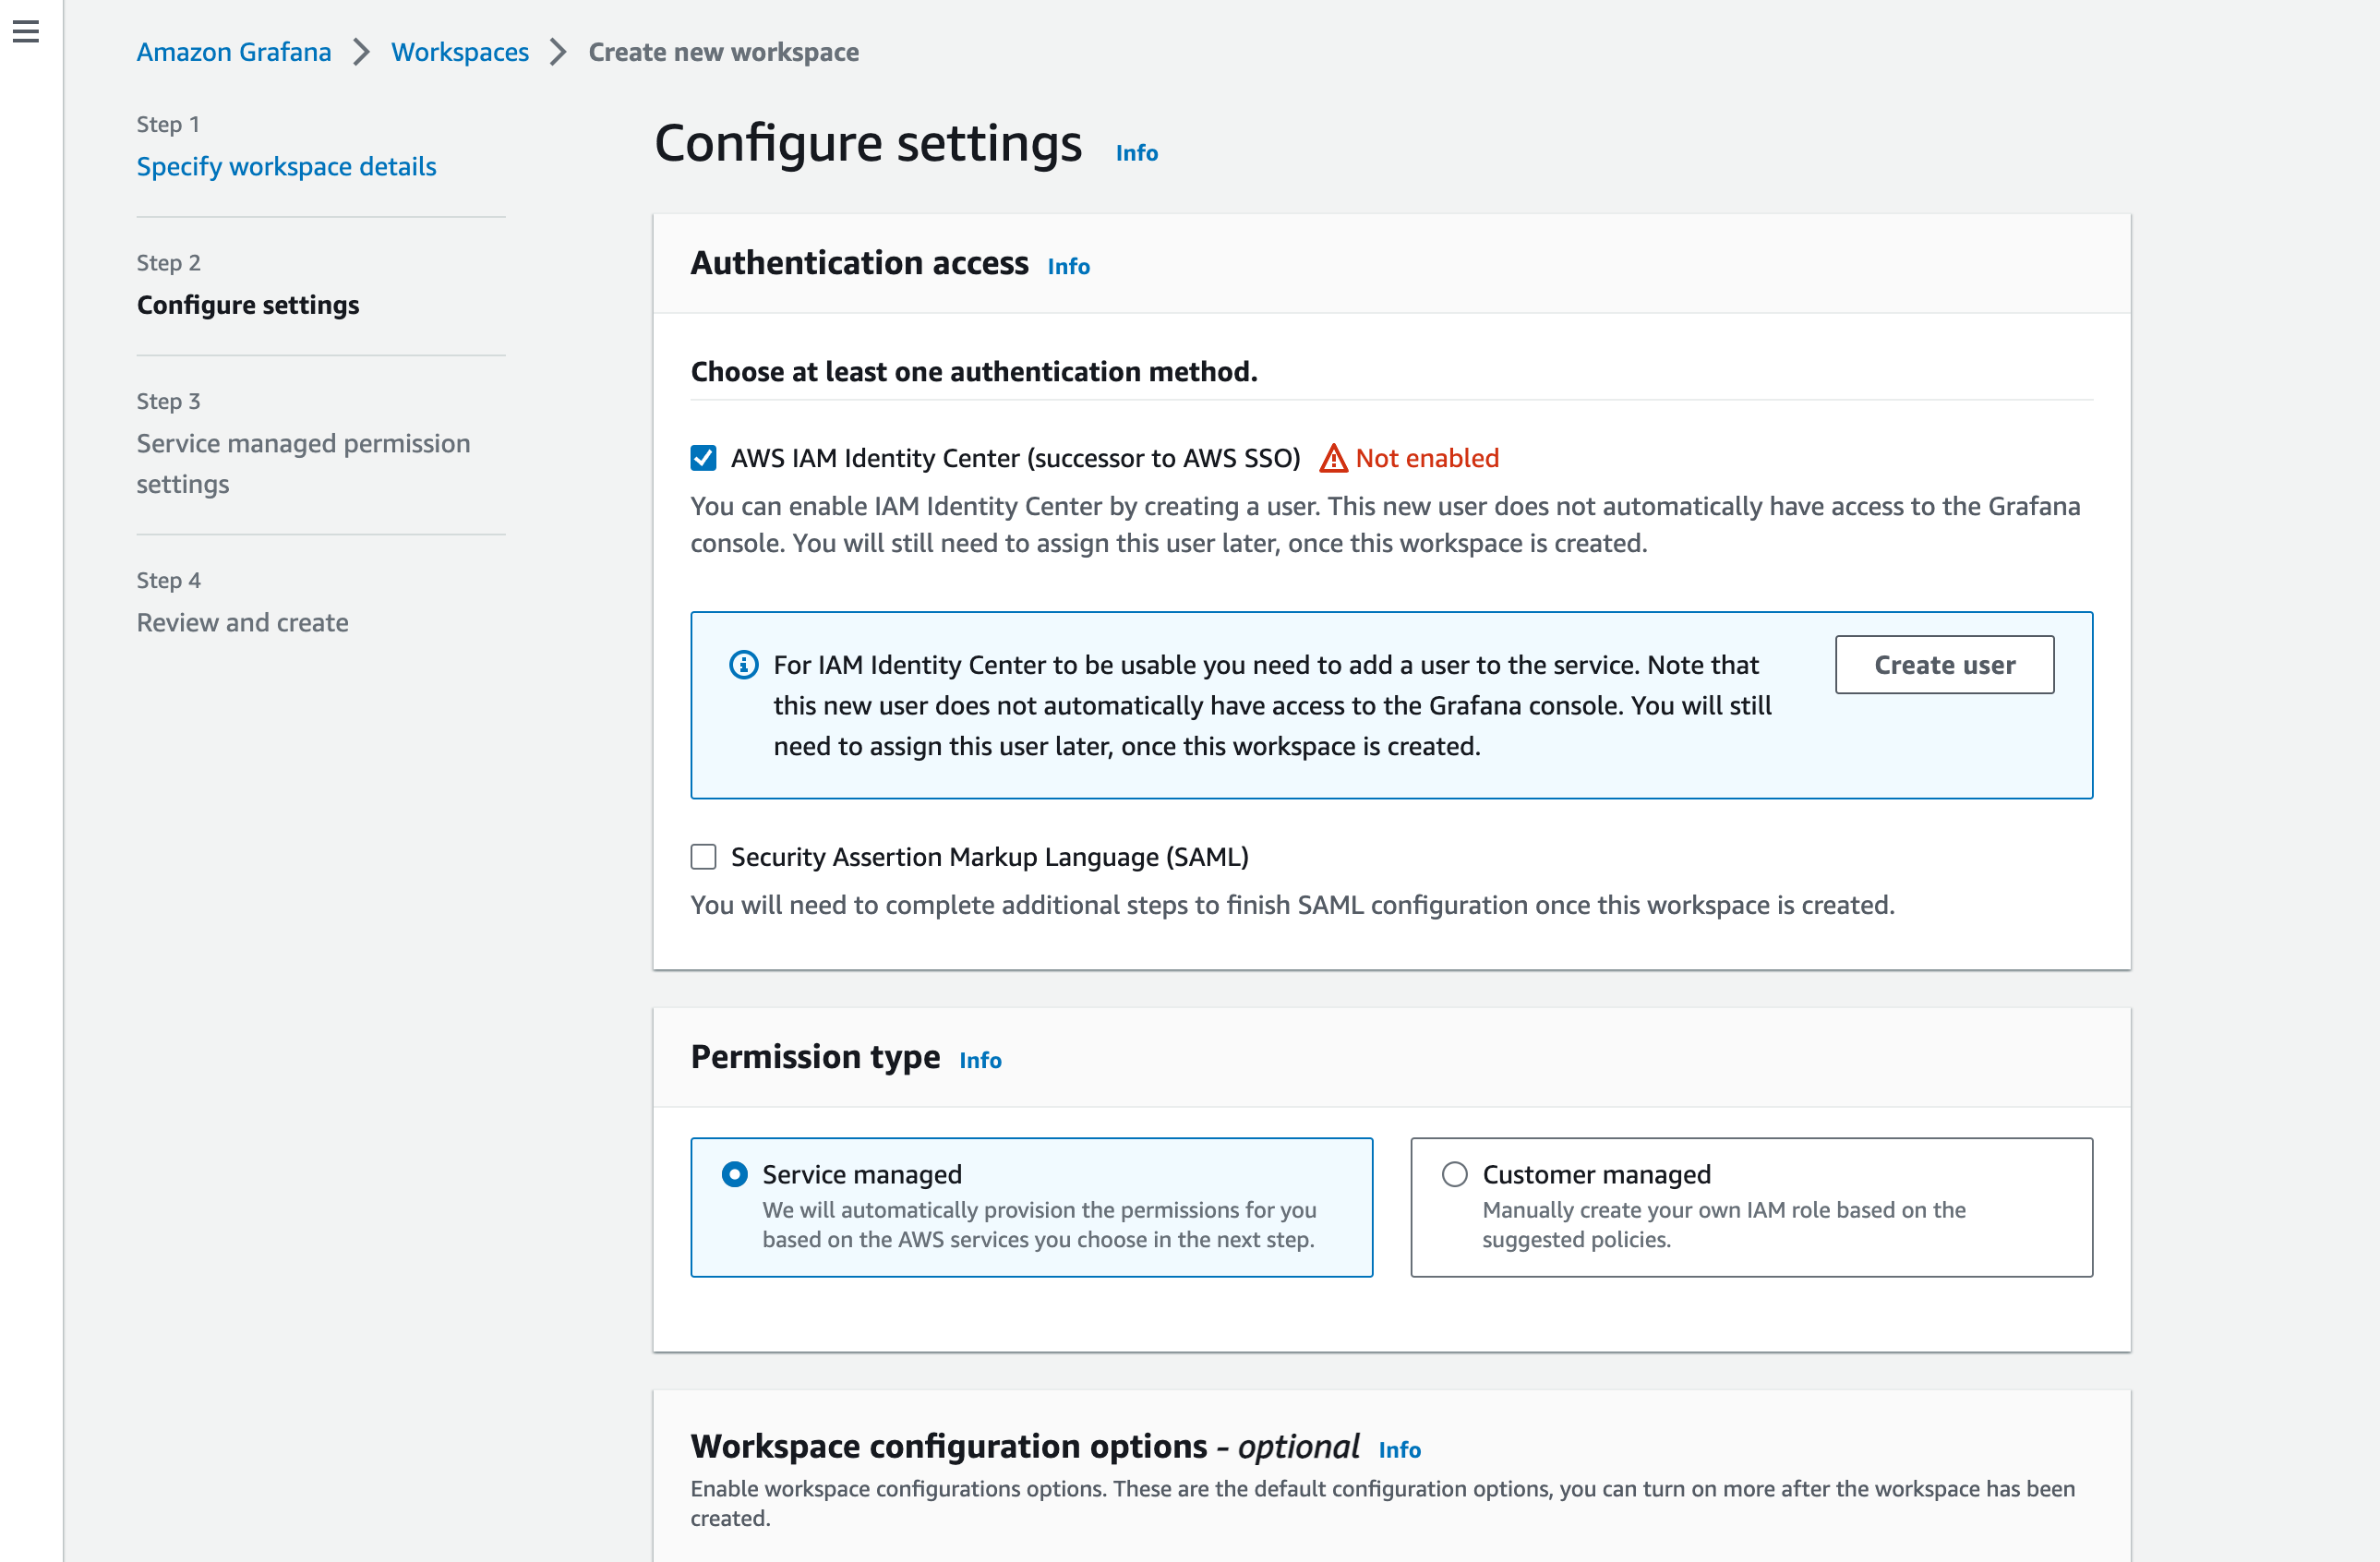 Amazon Grafana
Workspaces
Create new workspace
Step 1
Specify workspace details
Step 2
Configure settings
Step 3
Service managed permission
settings
Step 4
Review and create
Configure settings Info
Authentication access Info
Choose at least one authentication method.
AWS IAM Identity Center (successor to AWS SSO) Not enabled
You can enable IAM Identity Center by creating a user. This new user does not automatically have access to the Grafana
console. You will still need to assign this user later, once this workspace is created.
For IAM Identity Center to be usable you need to add a user to the service. Note that
this new user does not automatically have access to the Grafana console. You will still
need to assign this user later, once this workspace is created.
Create user
Security Assertion Markup Language (SAML)
You will need to complete additional steps to finish SAML configuration once this workspace is created.
Permission type Info
Service managed
We will automatically provision the permissions for you
based on the AWS services you choose in the next step.
Customer managed
Manually create your own IAM role based on the
suggested policies.
Workspace configuration options - optional Info
Enable workspace configurations options. These are the default configuration options, you can turn on more after the workspace has been
created.